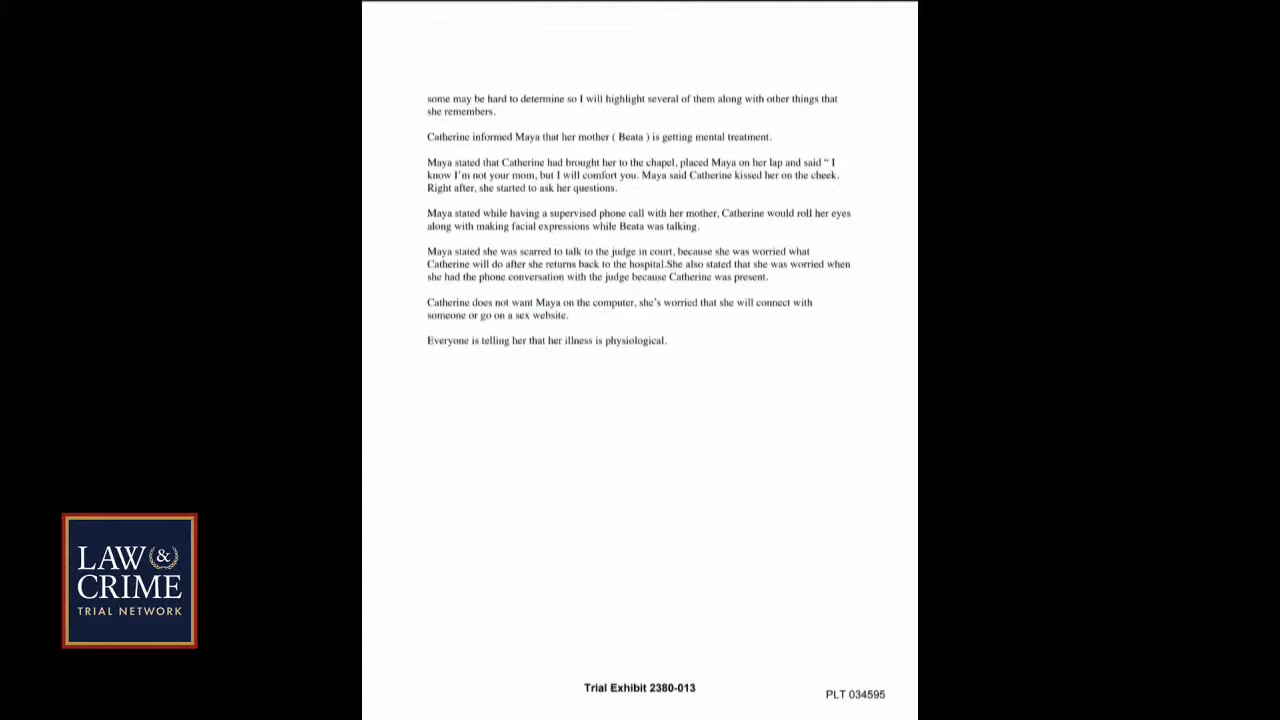 some may be hard to determine so I will highlight several of them along with other things that
she remembers.
Catherine informed Maya that her mother ( Beata ) is getting mental treatment.
Maya stated that Catherine had brought her to the chapel, placed Maya on her lap and said “ I
know I'm not your mom, but I will comfort you. Maya said Catherine kissed her on the cheek.
Right after, she started to ask her questions.
Maya stated while having a supervised phone call with her mother, Catherine would roll her eyes
along with making facial expressions while Beata was talking.
Maya stated she was scarred to talk to the judge in court, because she was worried what
Catherine will do after she returns back to the hospital.She also stated that she was worried when
she had the phone conversation with the judge because Catherine was present.
Catherine does not want Maya on the computer, she's worried that she will connect with
someone or go on a sex website.
Everyone is telling her that her illness is physiological.
LAW &
CRIME
TRIAL NETWORK
Trial Exhibit 2380-013
PLT 034595